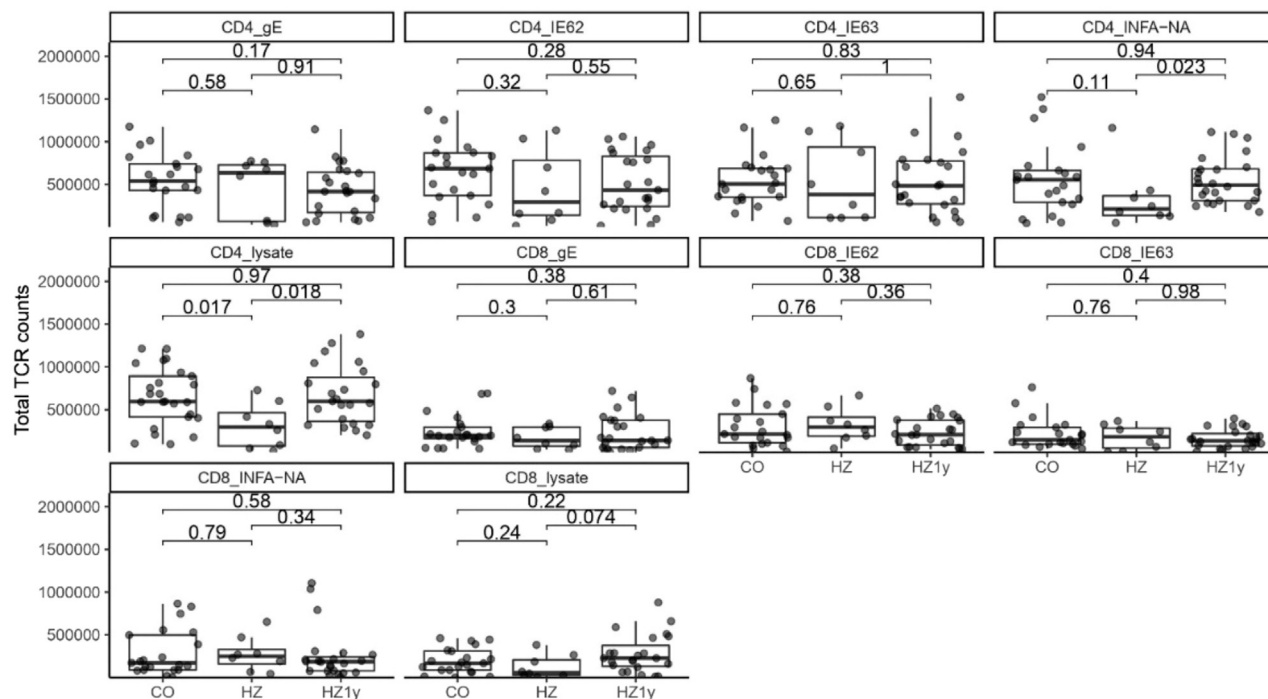 CD4_gE
CD4_IE62
CD4_IE63
CD4_INFA-NA
2000000
1500000
1000000
500000
0.17
0.91
0.58
0.28
0.55
0.32
0.83
1
0.65
0.94
0.023
0.11
CD4_lysate
CD8_gE
CD8_IE62
CD8_IE63
2000000
1500000
1000000
500000
0.97
0.018
0.017
0.38
0.61
0.3
0.38
0.36
0.76
0.4
0.98
0.76
Total TCR counts
CO HZ HZ1y
CO HZ HZ1y
CD8_INFA-NA
CD8_lysate
2000000
1500000
1000000
500000
0.58
0.34
0.79
0.22
0.074
0.24
CO HZ HZ1y
CO HZ HZ1y